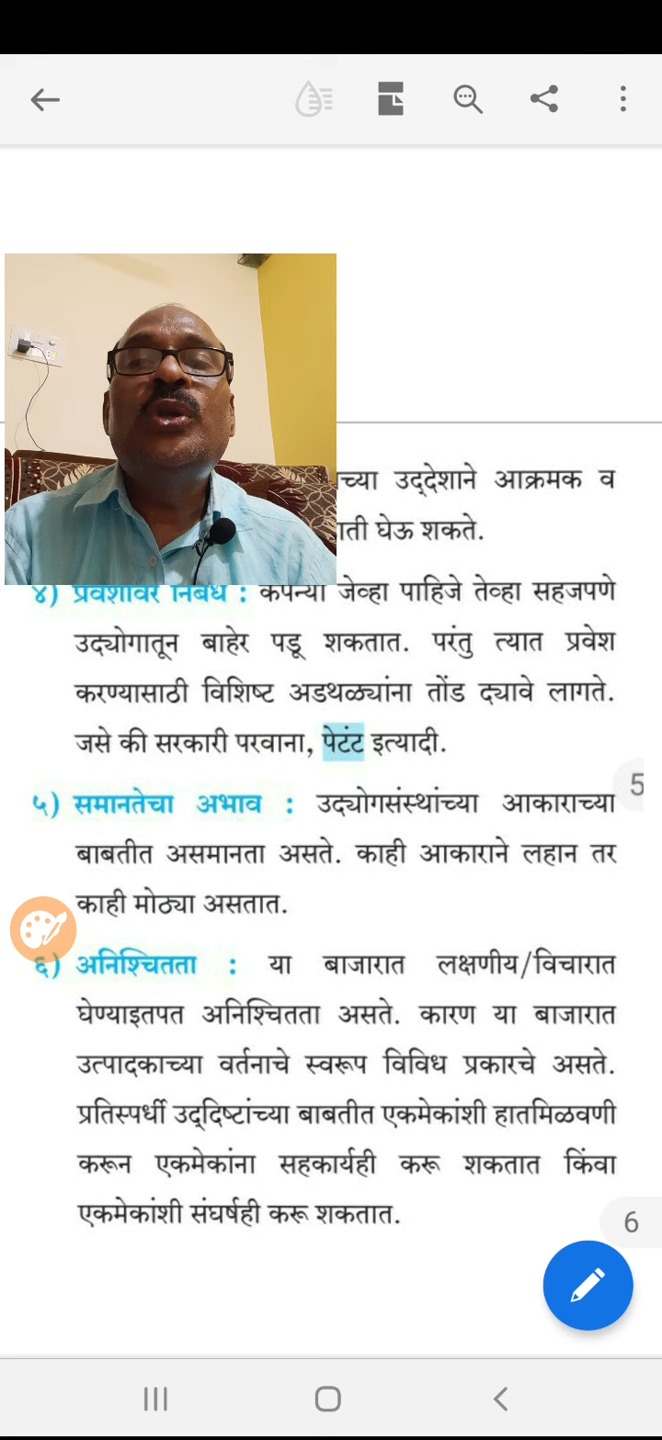 च्या उद्देशाने आक्रमक व
घेऊ शकते.
४) प्रवेशावर निर्बंध : कंपन्या जेव्हा पाहिजे तेव्हा सहजपणे
उद्योगातून बाहेर पडू शकतात. परंतु त्यात प्रवेश
करण्यासाठी विशिष्ट अडथळ्यांना तोंड द्यावे लागते.
जसे की सरकारी परवाना, पेटंट इत्यादी.
5
५) समानतेचा अभाव : उद्योगसंस्थांच्या आकाराच्या
बाबतीत असमानता असते. काही आकाराने लहान तर
काही मोठ्या असतात.
६) अनिश्चितता : या बाजारात लक्षणीय/विचारात
घेण्याइतपत अनिश्चितता असते. कारण या बाजारात
उत्पादकाच्या वर्तनाचे स्वरूप विविध प्रकारचे असते.
प्रतिस्पर्धी उद्दिष्टांच्या बाबतीत एकमेकांशी हातमिळवणी
करून एकमेकांना सहकार्यही करू शकतात किंवा
एकमेकांशी संघर्षही करू शकतात.
6